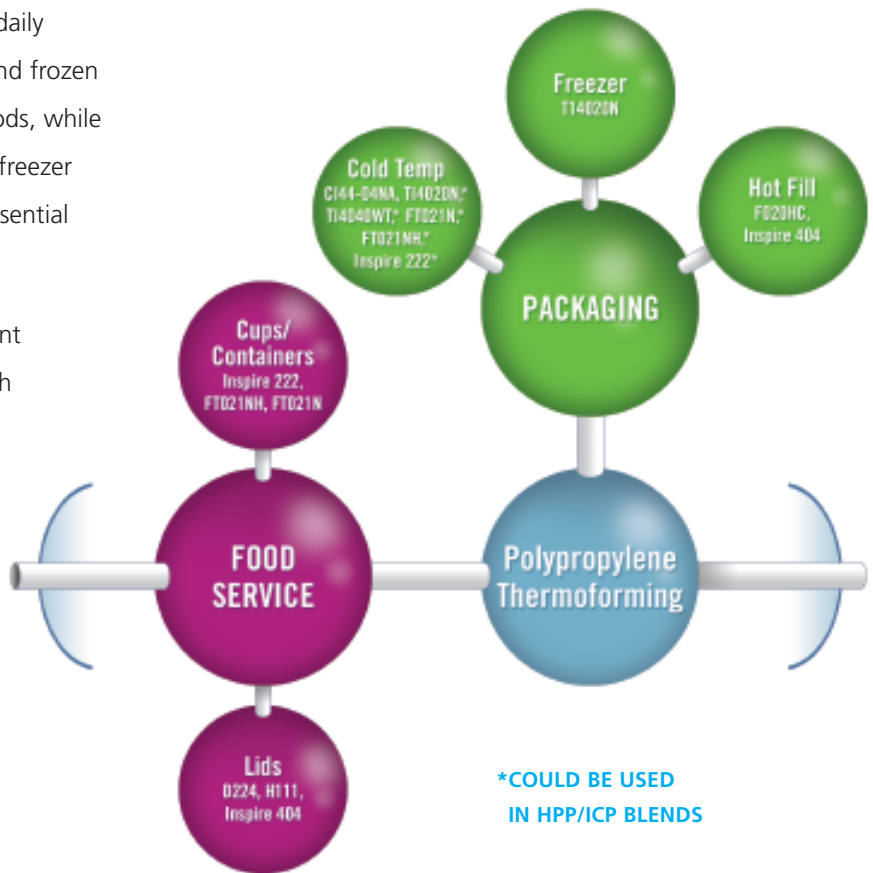 daily
nd frozen
ods, while
freezer
sential
nt
h
Freezer
T14020N
Cold Temp
C144-04NA, TI4020N,*
TI4040WT,* FT021N,*
FT021NH,*
Inspire 222*
Hot Fill
F020HC,
Inspire 404
PACKAGING
Cups/
Containers
Inspire 222,
FT021NH, FT021N
FOOD
SERVICE
Polypropylene
Thermoforming
Lids
D224, H111,
Inspire 404
*COULD BE USED
IN HPP/ICP BLENDS